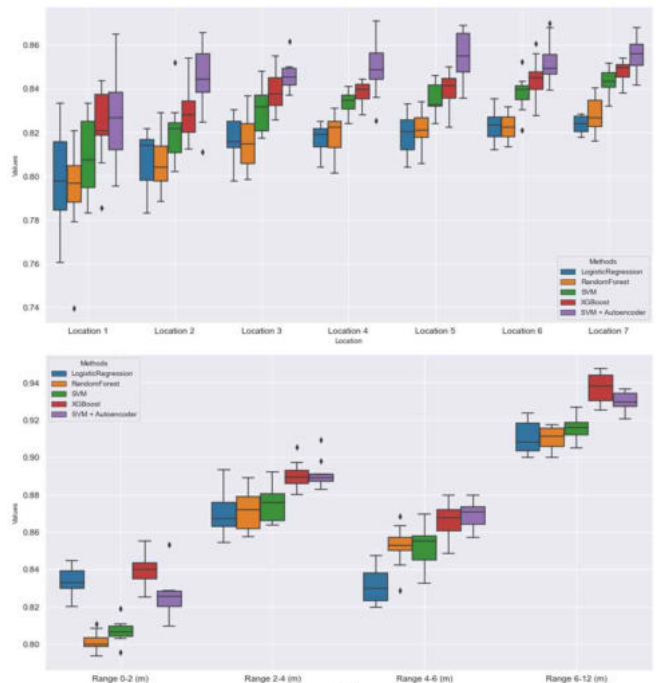 0.86
0.84
0.82
0.80
0.78
0.76
0.74
Values
Methods
LogisticRegression
RandomForest
SVM
XGBoost
SVM + Autoencoder
Location 1 Location 2 Location 3 Location 4 Location 5 Location 6 Location 7
Location
Methods
LogisticRegression
RandomForest
SVM
XGBoost
SVM + Autoencoder
0.94
0.92
0.90
0.88
0.86
0.84
0.82
0.80
Values
Range 0-2 (m) Range 2-4 (m) Range 4-6 (m) Range 6-12 (m)